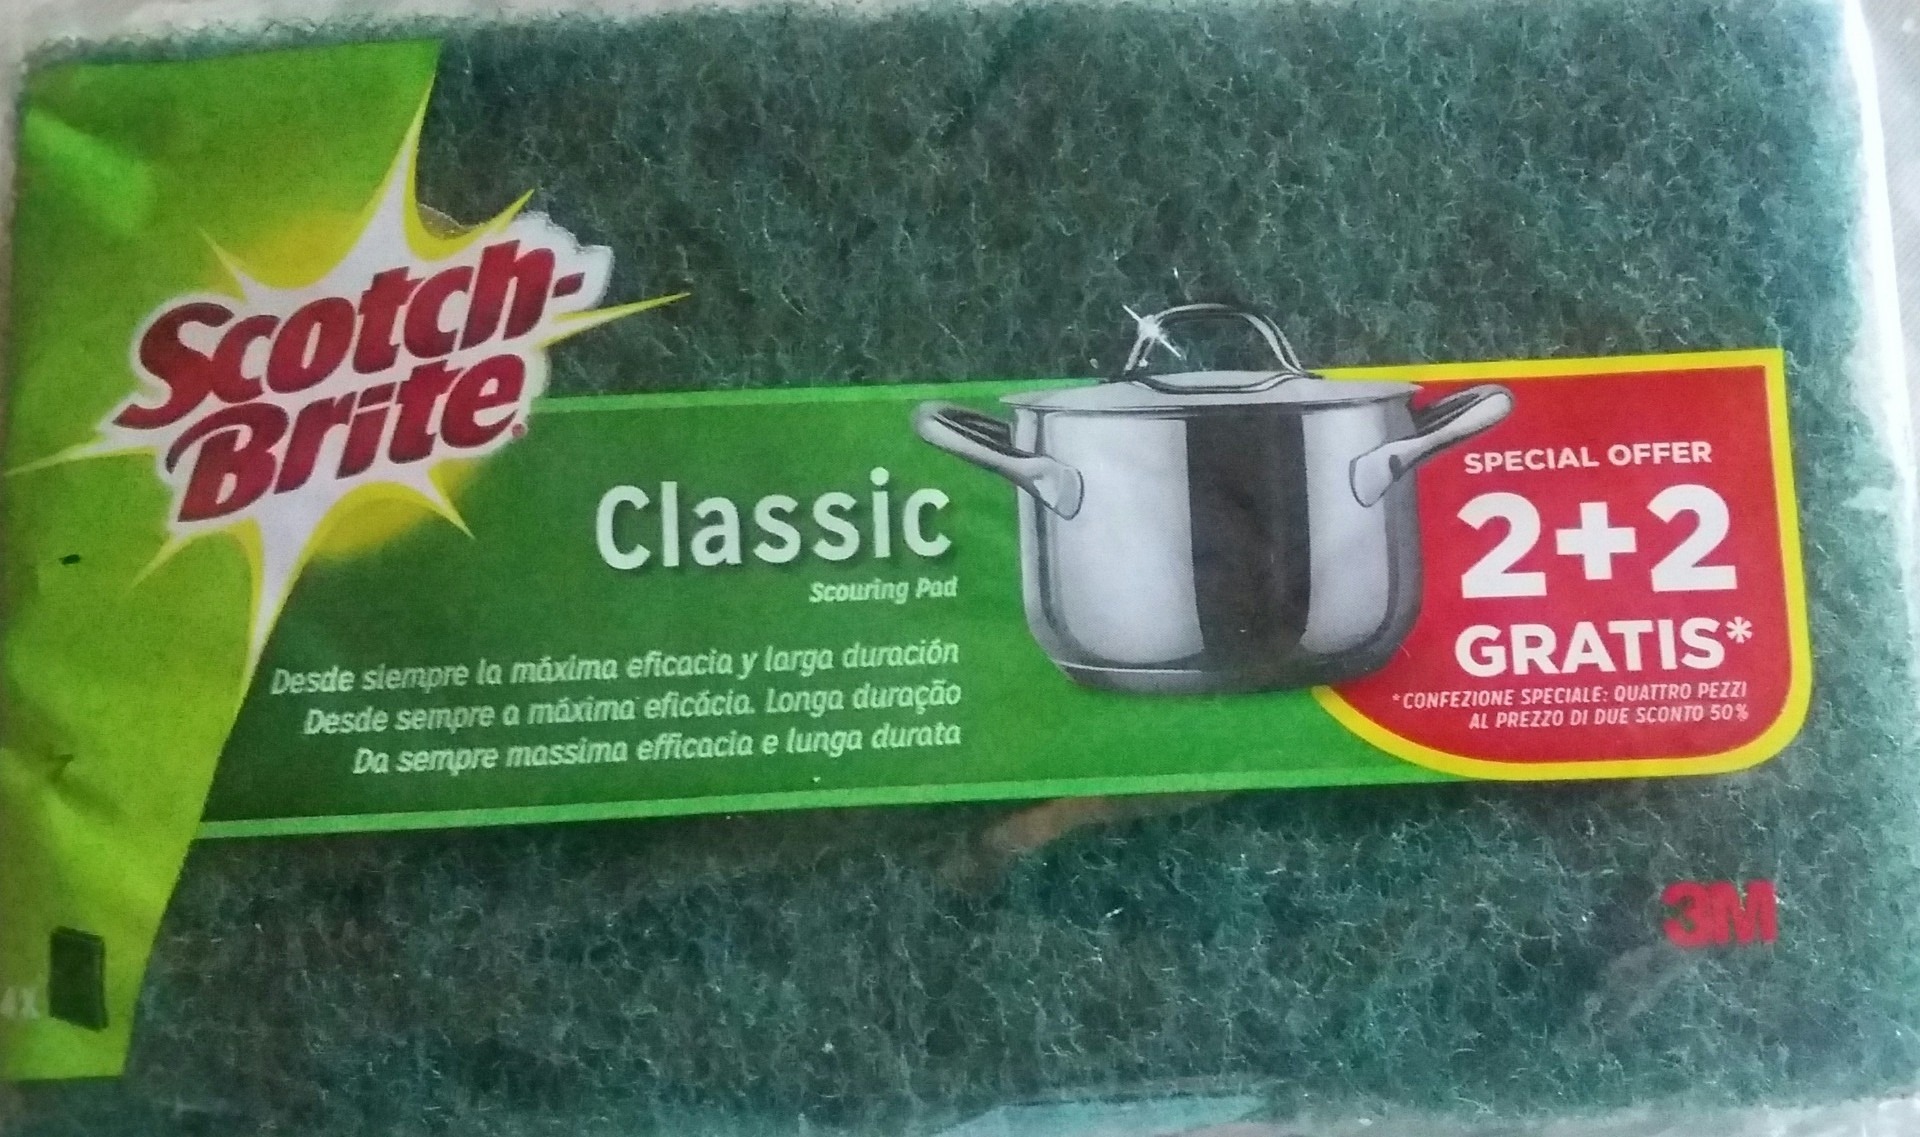 Scotch-
Brite
Classic
Scouring Pad
Desde siempre la máxima eficacia y larga duración
Desde sempre a máxima eficácia. Longa duração
Da sempre massima efficacia e lunga durata
SPECIAL OFFER
2+2
GRATIS*
*CONFEZIONE SPECIALE: QUATTRO PEZZI
AL PREZZO DI DUE SCONTO 50%
3M
4X